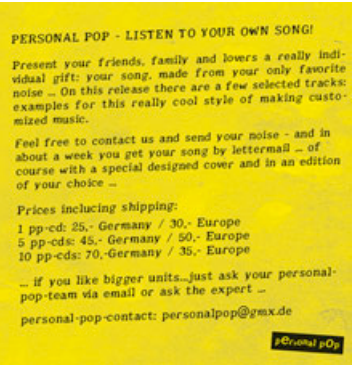 PERSONAL POP - LISTEN TO YOUR OWN SONG!
Present your friends, family and lovers a really indi-
vidual gift: your song, made from your only favorite
noise ... On this release there are a few selected tracks:
examples for this really cool style of making custo-
mized music.
Feel free to contact us and send your noise - and in
about a week you get your song by lettermail ... of
course with a special designed cover and in an edition
of your choice ...
Prices inclucing shipping:
1 pp-cd: 25,- Germany / 30,- Europe
5 pp-cds: 45,- Germany / 50,- Europe
10 pp-cds: 70,-Germany / 35,- Europe
... if you like bigger units...just ask your personal-
pop-team via email or ask the expert ...
personal-pop-contact: personalpop@gmx.de
pErsonal pOp